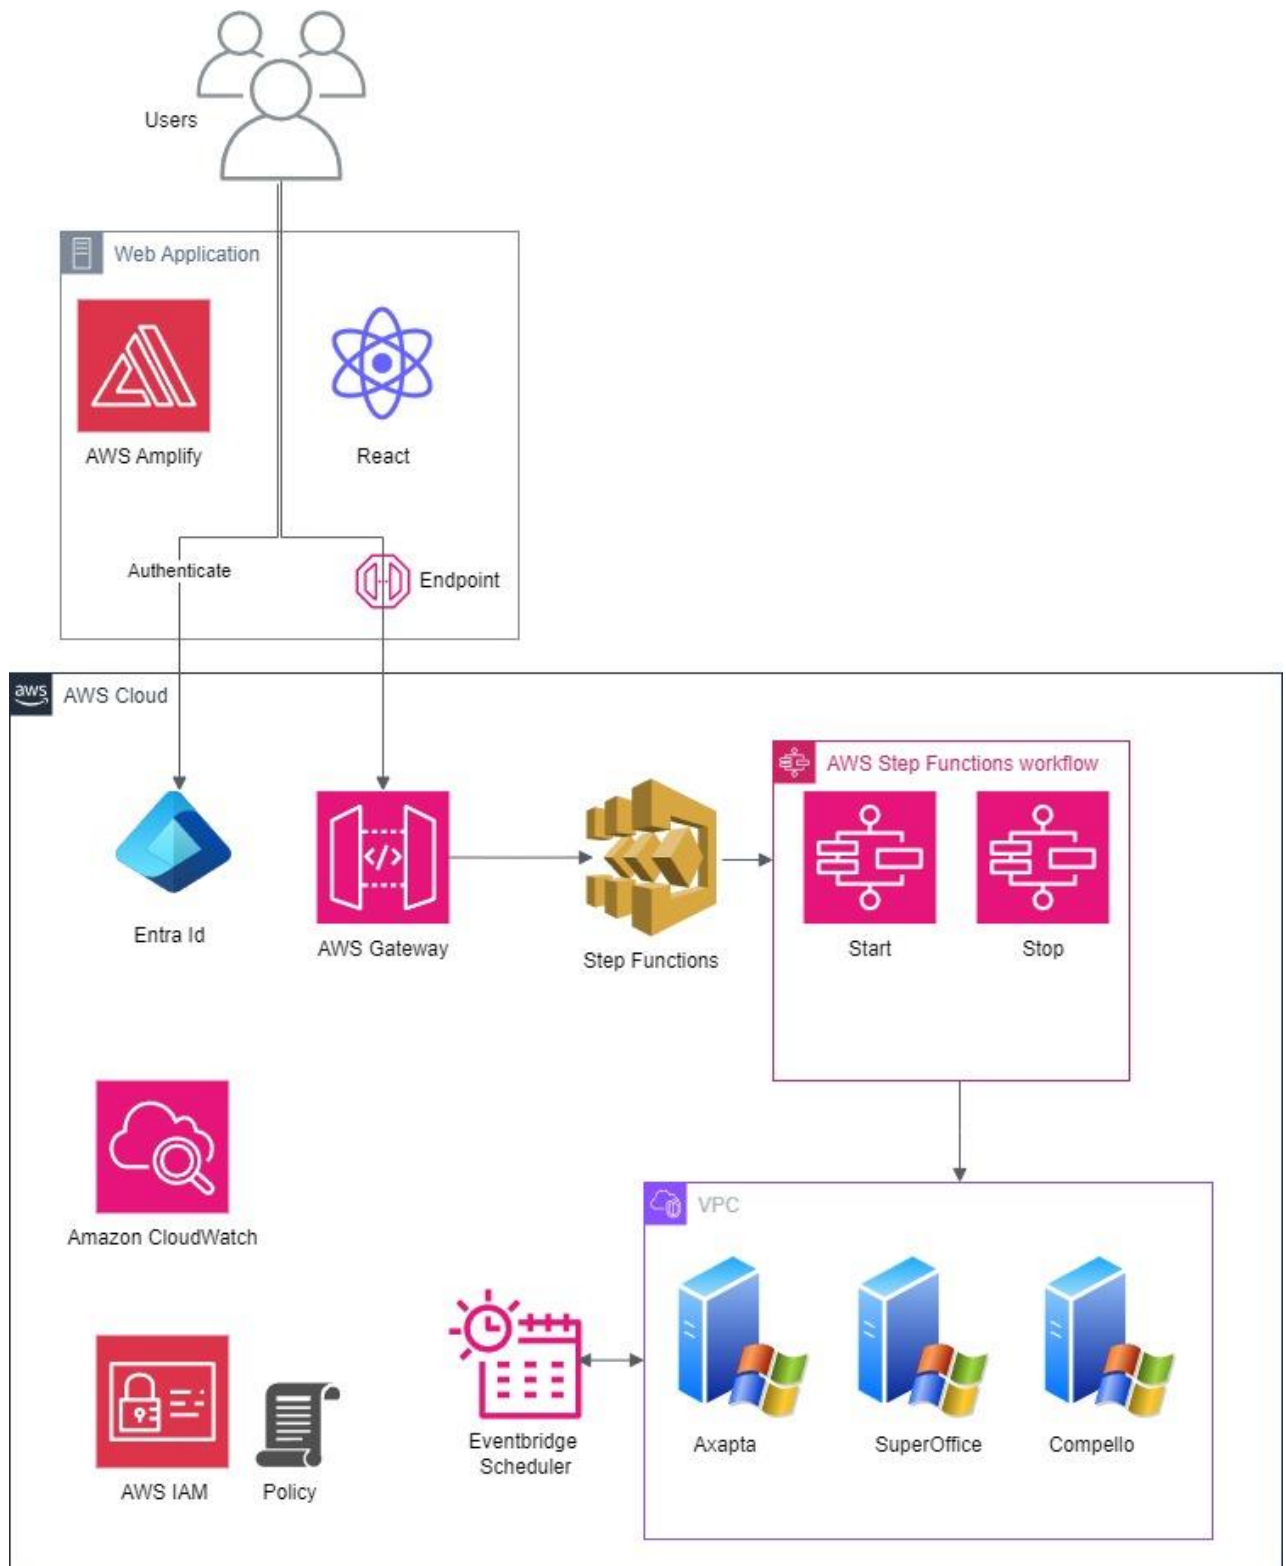 Users
Web Application
AWS Amplify
React
Authenticate
Endpoint
aws
AWS Cloud
AWS Step Functions workflow
Entra Id
</>
AWS Gateway
Step Functions
Start
Stop
Amazon CloudWatch
VPC
Eventbridge
Scheduler
Axapta
SuperOffice
Compello
AWS IAM
Policy